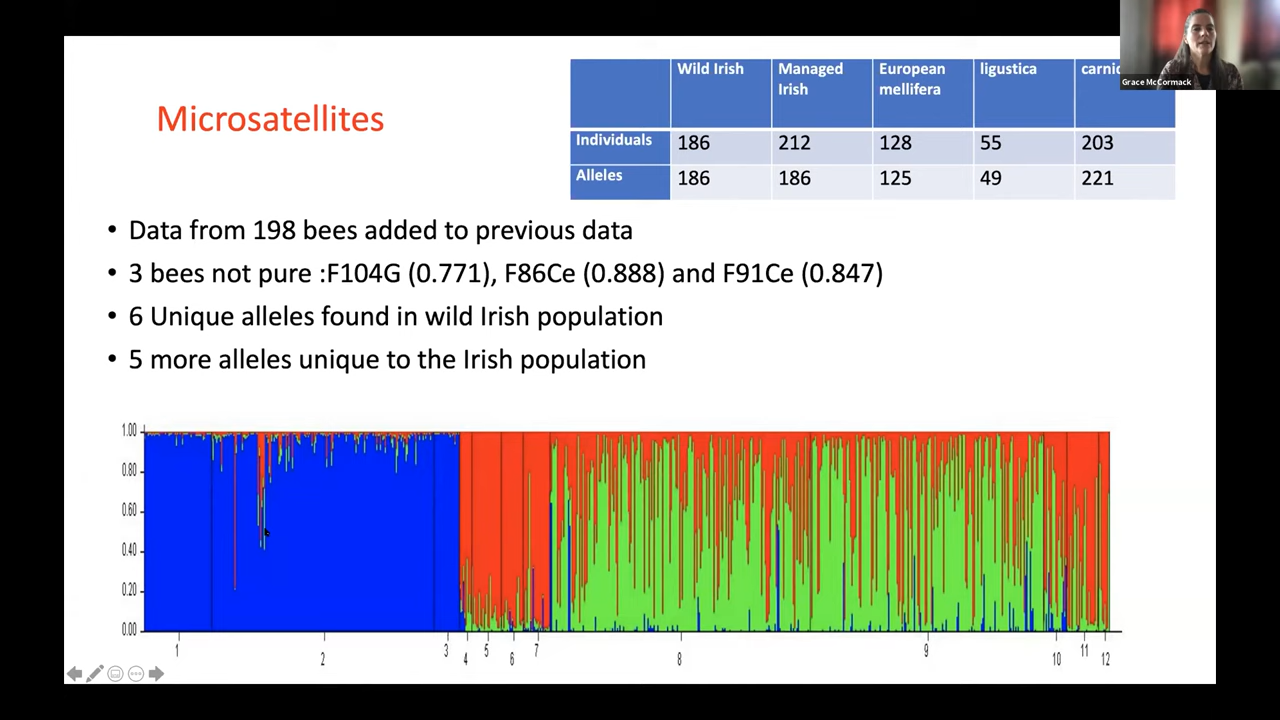 Microsatellites
Wild Irish Managed Irish European mellifera ligustica carnic
Individuals 186 212 128 55 203
Alleles 186 186 125 49 221
Grace McCormack
• Data from 198 bees added to previous data
• 3 bees not pure :F104G (0.771), F86Ce (0.888) and F91Ce (0.847)
• 6 Unique alleles found in wild Irish population
• 5 more alleles unique to the Irish population
1.00
0.80
0.60
0.40
0.20
0.00
1 2 3 4 5 6 7 8 9 10 11 12